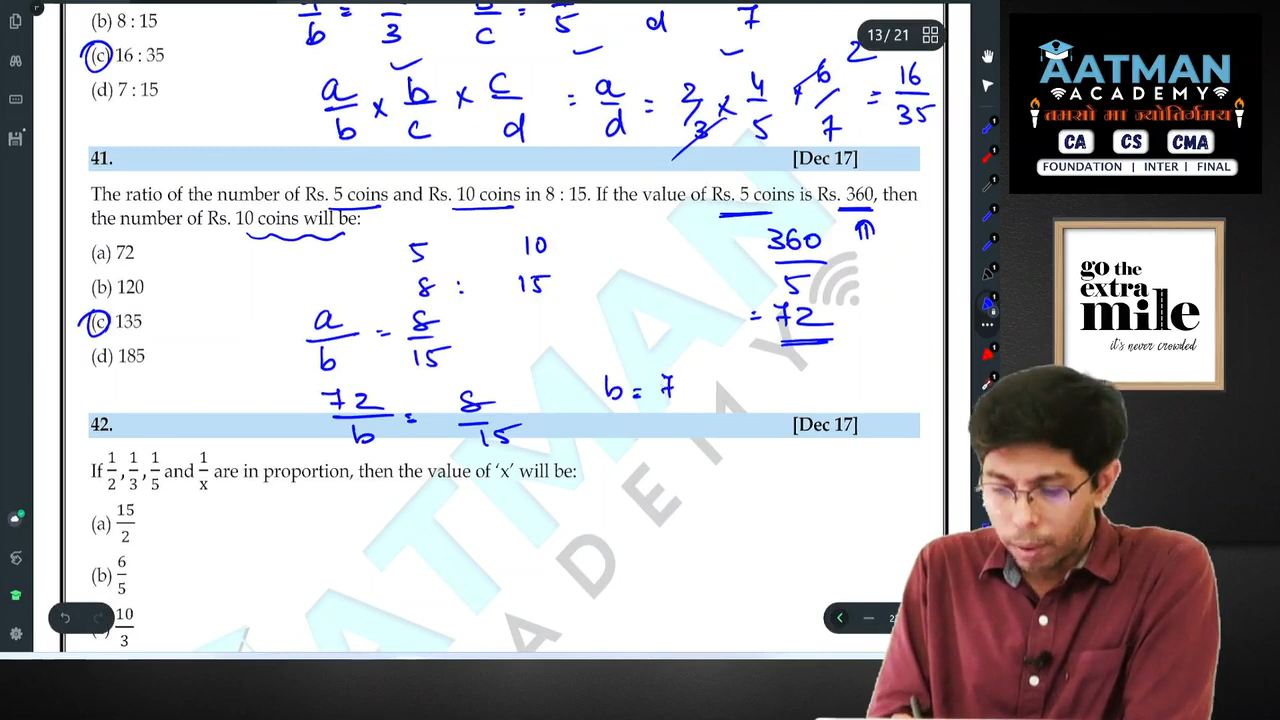 (b) 8 : 15
(c) 16 : 35
(d) 7 : 15
b = 3 c 5 d 7
a/b × b/c × c/d = a/d = 2/3 × 4/5 × 6/7 = 16/35
2
13/21
41. [Dec 17]
The ratio of the number of Rs. 5 coins and Rs. 10 coins in 8 : 15. If the value of Rs. 5 coins is Rs. 360, then
the number of Rs. 10 coins will be:
(a) 72
(b) 120
(c) 135
(d) 185
5 10
8 : 15
a/b = 8/15
72/b = 8/15
360/5
= 72
b = 7
42. [Dec 17]
If 1/2, 1/3, 1/5 and 1/x are in proportion, then the value of 'x' will be:
(a) 15/2
(b) 6/5
10/3
AATMAN
ACADEMY
AATMAN
ACADEMY
तमसो मा ज्योतिर्गमय
CA CS CMA
FOUNDATION | INTER | FINAL
go the
extra
mile
it's never crowded